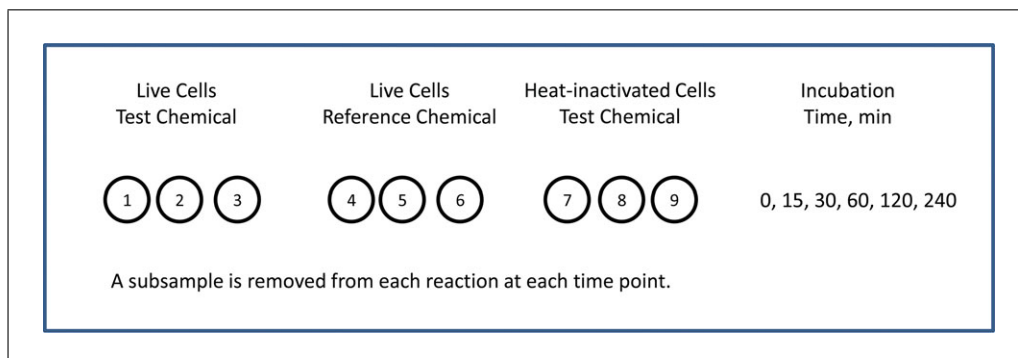 Live Cells
Test Chemical
Live Cells
Reference Chemical
Heat-inactivated Cells
Test Chemical
Incubation
Time, min
1 2 3 4 5 6 7 8 9 0, 15, 30, 60, 120, 240
A subsample is removed from each reaction at each time point.